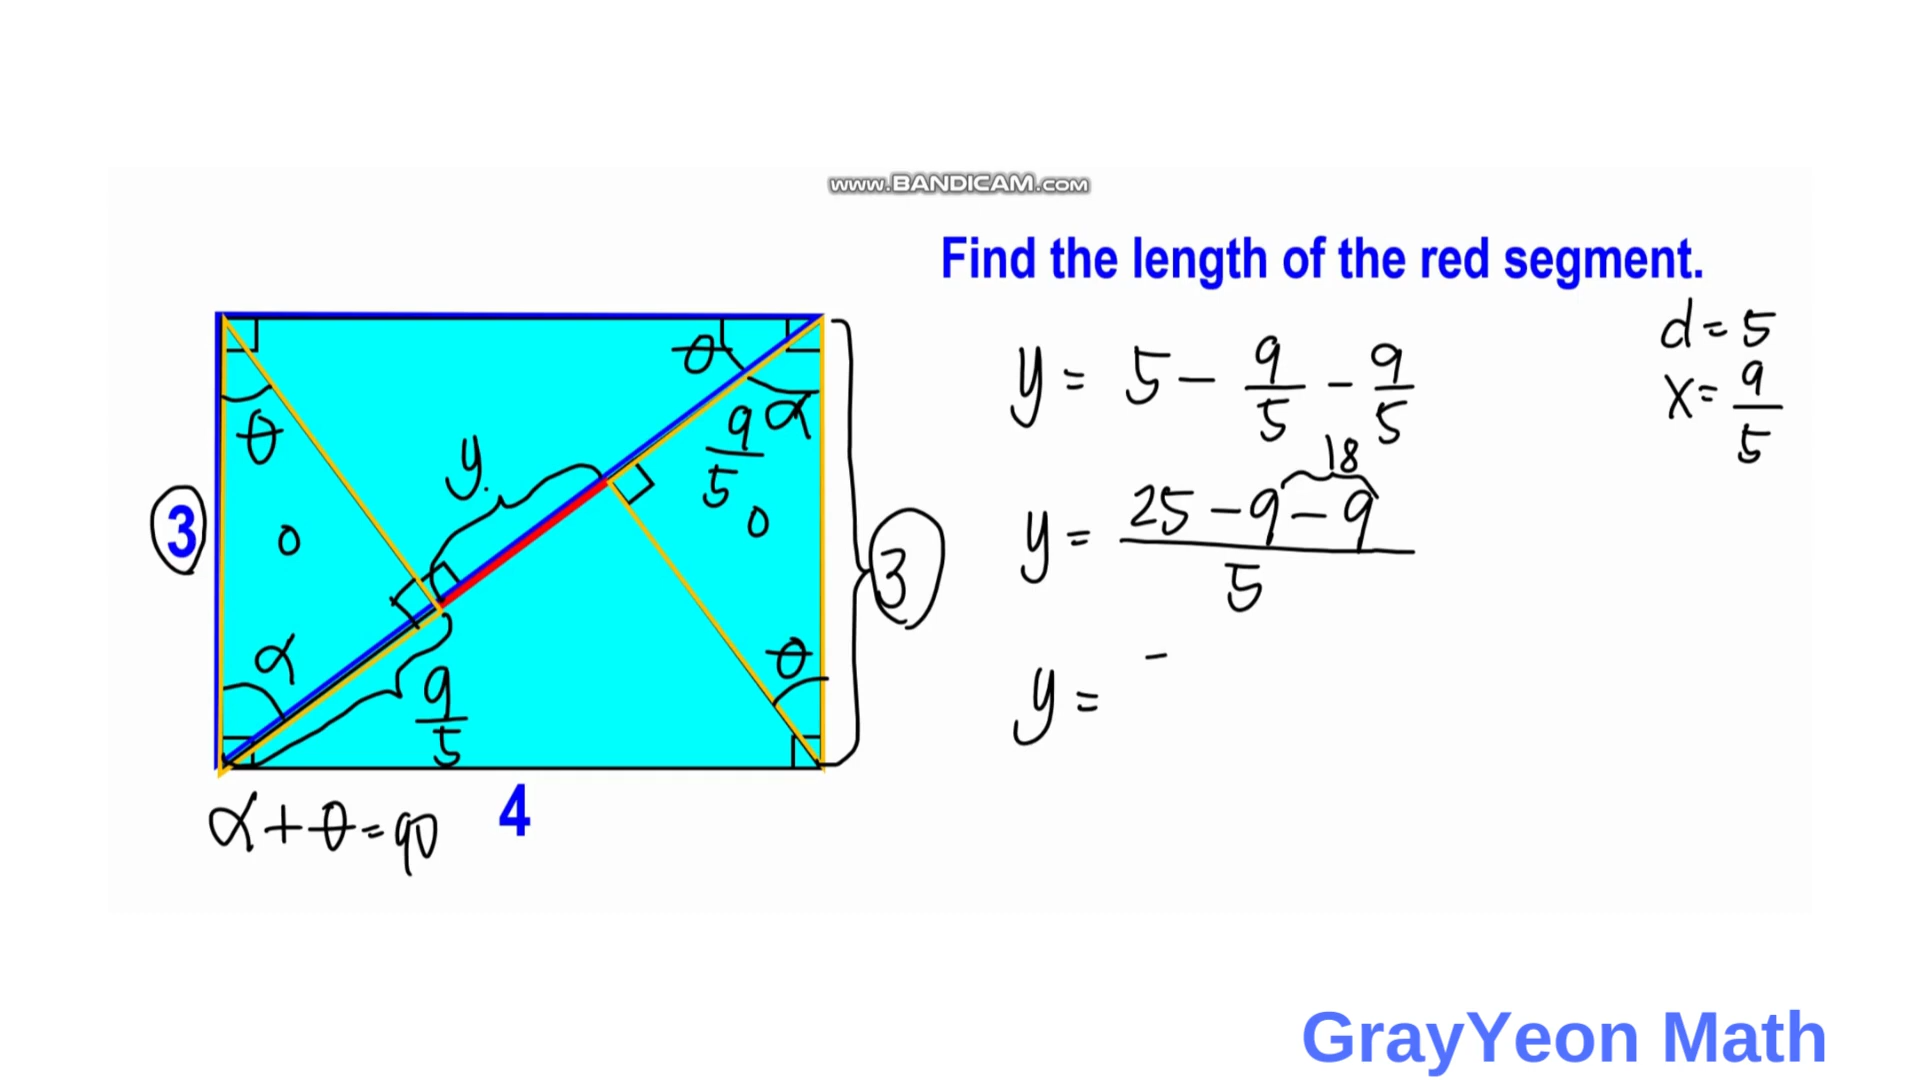 www.BANDICAM.com
Find the length of the red segment.
d = 5
x = 9/5
y = 5 - 9/5 - 9/5
18
y = 25 - 9 - 9 / 5
y = -
θ
α
9/5
θ
y.
3
0
0
3
α
9/5
θ
α + θ = 90
4
GrayYeon Math